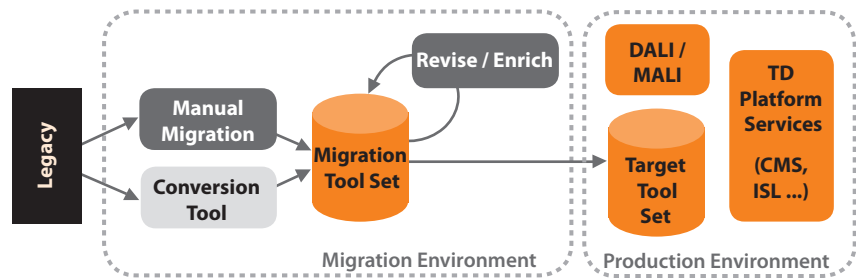 Legacy
Manual
Migration
Conversion
Tool
Migration
Tool Set
Revise / Enrich
Migration Environment
DALI /
MALI
Target
Tool
Set
TD
Platform
Services
(CMS,
ISL ...)
Production Environment